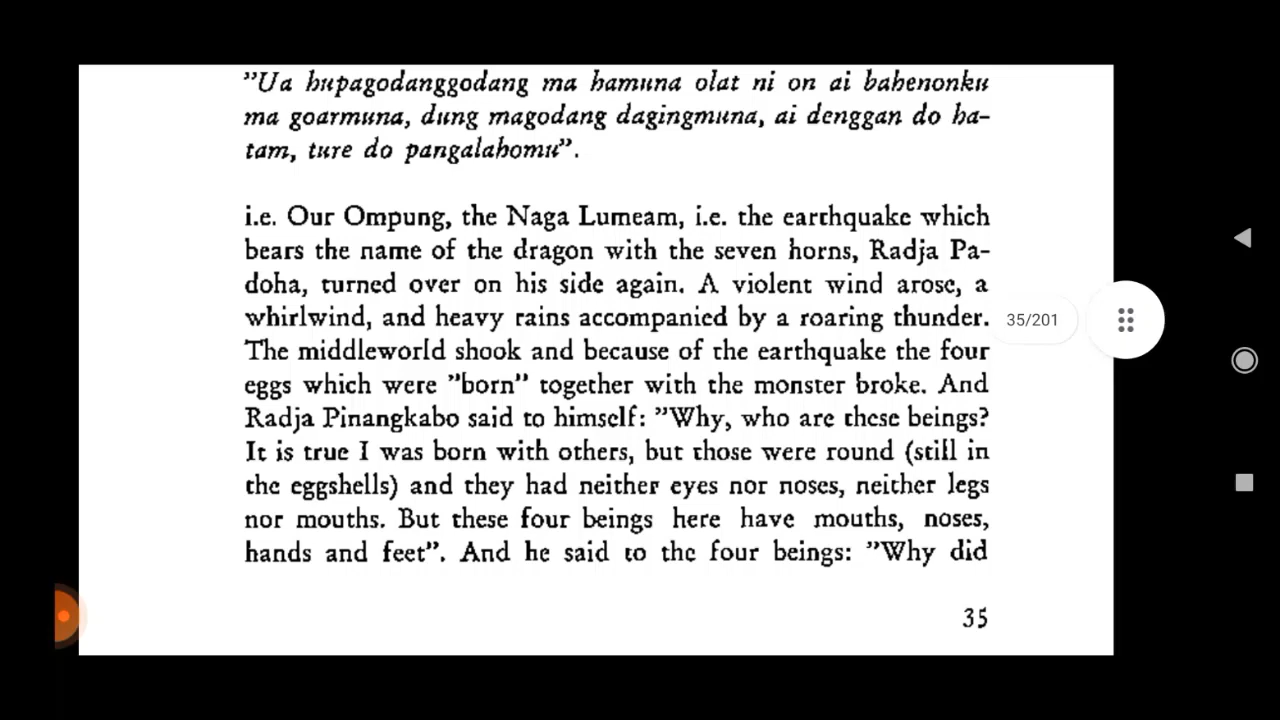 ”Ua hupagodanggodang ma hamuna olat ni on ai bahenonku
ma goarmuna, dung magodang dagingmuna, ai denggan do ha-
tam, ture do pangalahomu”.
i.e. Our Ompung, the Naga Lumeam, i.e. the earthquake which
bears the name of the dragon with the seven horns, Radja Pa-
doha, turned over on his side again. A violent wind arose, a
whirlwind, and heavy rains accompanied by a roaring thunder.
The middleworld shook and because of the earthquake the four
eggs which were ”born” together with the monster broke. And
Radja Pinangkabo said to himself: ”Why, who are these beings?
It is true I was born with others, but those were round (still in
the eggshells) and they had neither eyes nor noses, neither legs
nor mouths. But these four beings here have mouths, noses,
hands and feet”. And he said to the four beings: ”Why did
35
35/201